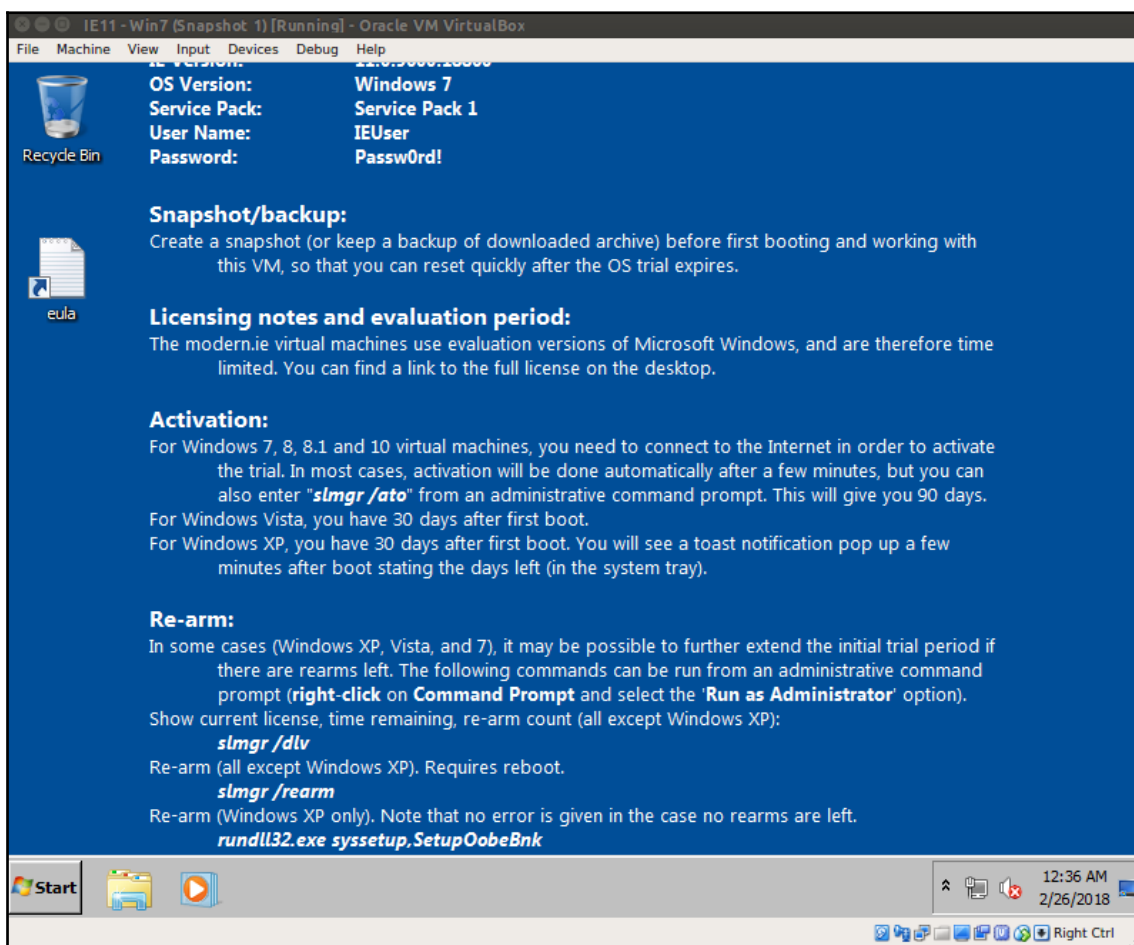 IE11 - Win7 (Snapshot 1) [Running] - Oracle VM VirtualBox
File Machine View Input Devices Debug Help
IE Version:
OS Version: Windows 7
Service Pack: Service Pack 1
User Name: IEUser
Password: Passw0rd!
Recycle Bin
Snapshot/backup:
Create a snapshot (or keep a backup of downloaded archive) before first booting and working with
this VM, so that you can reset quickly after the OS trial expires.
eula
Licensing notes and evaluation period:
The modern.ie virtual machines use evaluation versions of Microsoft Windows, and are therefore time
limited. You can find a link to the full license on the desktop.
Activation:
For Windows 7, 8, 8.1 and 10 virtual machines, you need to connect to the Internet in order to activate
the trial. In most cases, activation will be done automatically after a few minutes, but you can
also enter "slmgr /ato" from an administrative command prompt. This will give you 90 days.
For Windows Vista, you have 30 days after first boot.
For Windows XP, you have 30 days after first boot. You will see a toast notification pop up a few
minutes after boot stating the days left (in the system tray).
Re-arm:
In some cases (Windows XP, Vista, and 7), it may be possible to further extend the initial trial period if
there are rearms left. The following commands can be run from an administrative command
prompt (right-click on Command Prompt and select the 'Run as Administrator' option).
Show current license, time remaining, re-arm count (all except Windows XP):
slmgr /dlv
Re-arm (all except Windows XP). Requires reboot.
slmgr /rearm
Re-arm (Windows XP only). Note that no error is given in the case no rearms are left.
rundll32.exe syssetup,SetupOobeBnk
Start
12:36 AM
2/26/2018
Right Ctrl